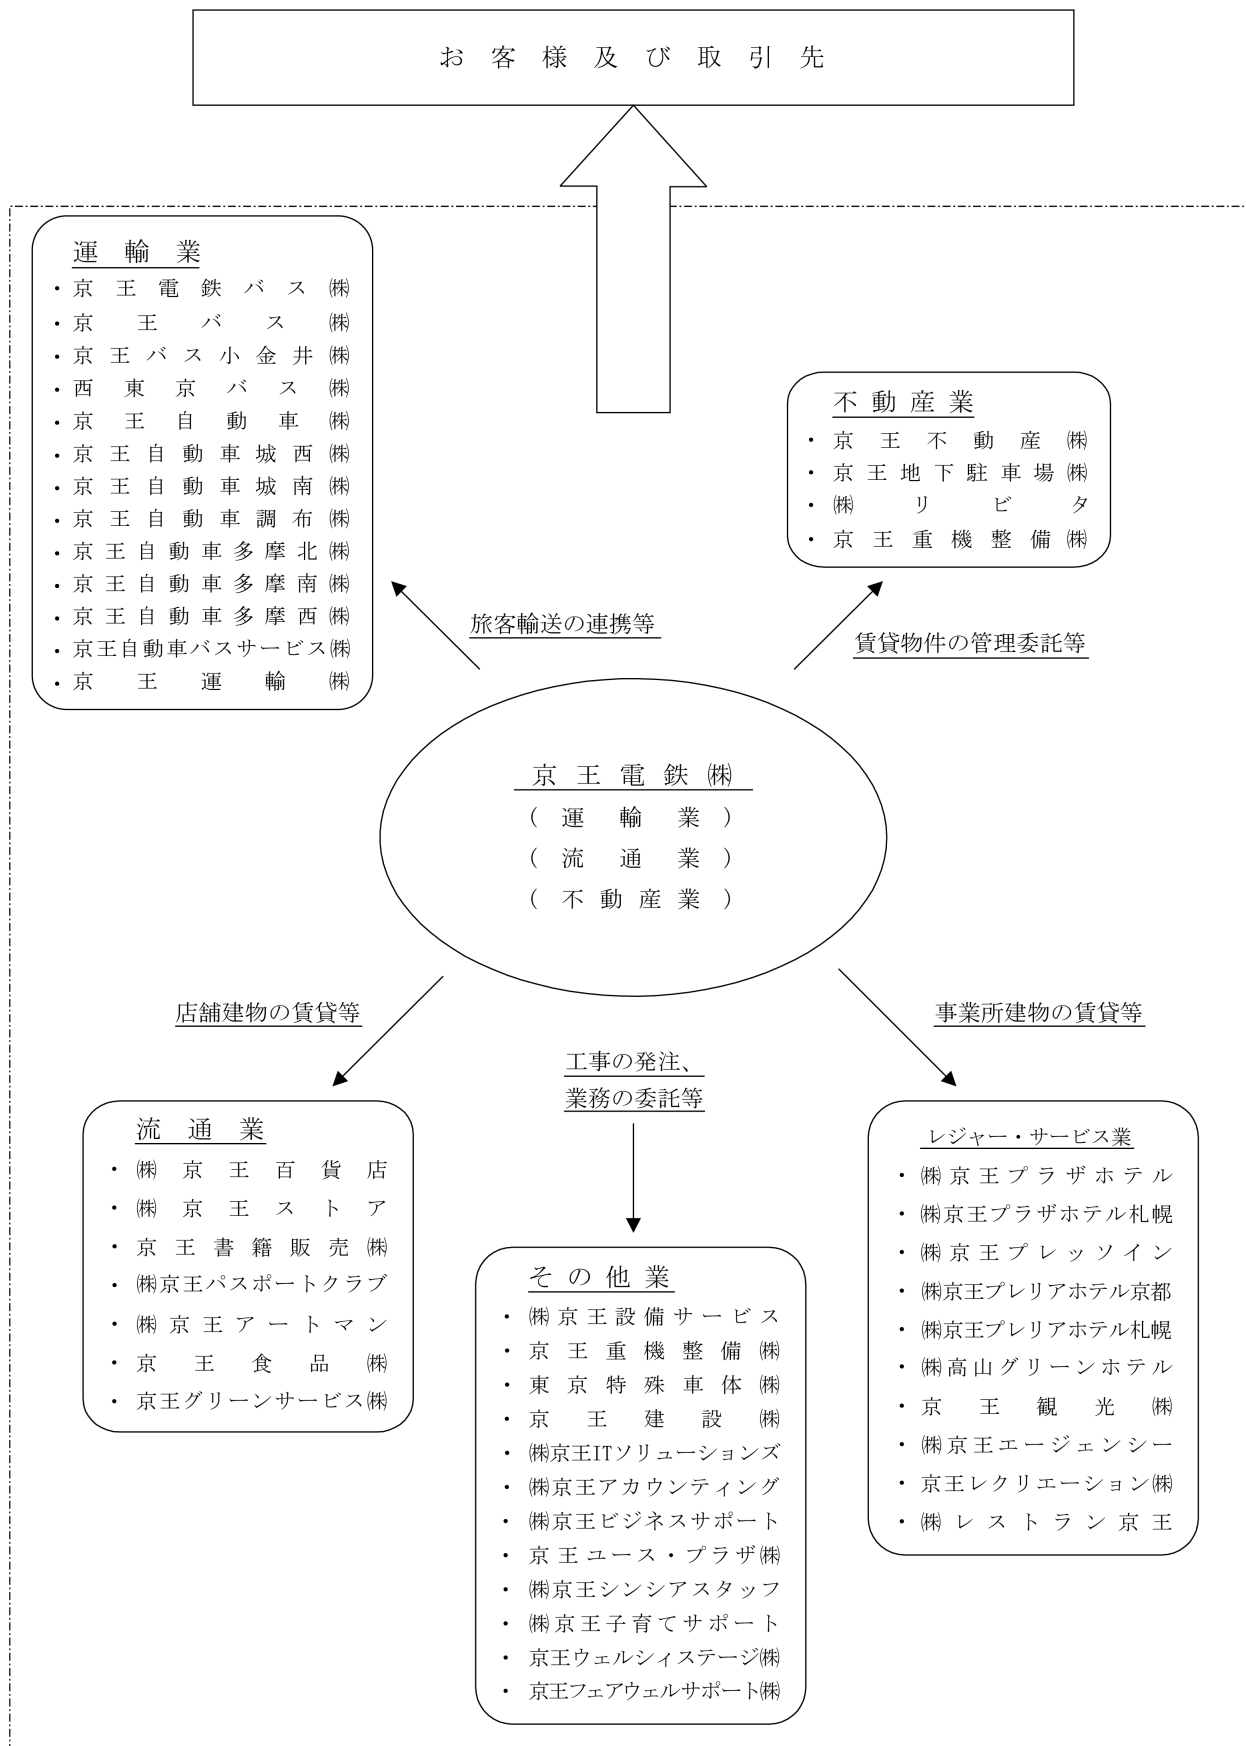 お客様及び取引先
運輸業
・京王電鉄バス㈱
・京王バス㈱
・京王バス小金井㈱
・西東京バス㈱
・京王自動車㈱
・京王自動車城西㈱
・京王自動車城南㈱
・京王自動車調布㈱
・京王自動車多摩北㈱
・京王自動車多摩南㈱
・京王自動車多摩西㈱
・京王自動車バスサービス㈱
・京王運輸㈱
不動産業
・京王不動産㈱
・京王地下駐車場㈱
・㈱リビタ
・京王重機整備㈱
旅客輸送の連携等
賃貸物件の管理委託等
京王電鉄㈱
(運輸業)
(流通業)
(不動産業)
店舗建物の賃貸等
事業所建物の賃貸等
工事の発注、
業務の委託等
流通業
・㈱京王百貨店
・㈱京王ストア
・京王書籍販売㈱
・㈱京王パスポートクラブ
・㈱京王アートマン
・京王食品㈱
・京王グリーンサービス㈱
その他業
・㈱京王設備サービス
・京王重機整備㈱
・東京特殊車体㈱
・京王建設㈱
・㈱京王ITソリューションズ
・㈱京王アカウンティング
・㈱京王ビジネスサポート
・京王ユース・プラザ㈱
・㈱京王シンシアスタッフ
・㈱京王子育てサポート
・京王ウェルシィステージ㈱
・京王フェアウェルサポート㈱
レジャー・サービス業
・㈱京王プラザホテル
・㈱京王プラザホテル札幌
・㈱京王プレッソイン
・㈱京王プレリアホテル京都
・㈱京王プレリアホテル札幌
・㈱高山グリーンホテル
・京王観光㈱
・㈱京王エージェンシー
・京王レクリエーション㈱
・㈱レストラン京王